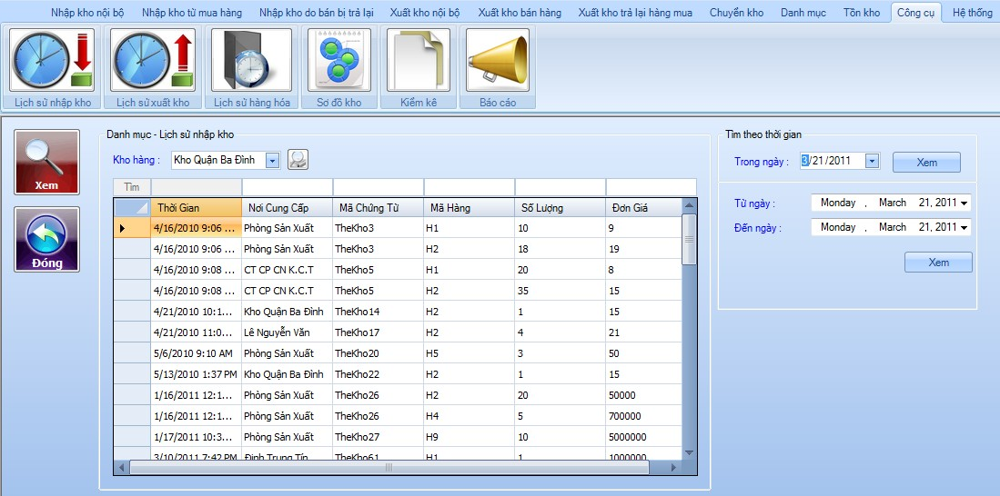 Nhập kho nội bộ Nhập kho từ mua hàng Nhập kho do bán bị trả lại Xuất kho nội bộ Xuất kho bán hàng Xuất kho trả lại hàng mua Chuyển kho Danh mục Tồn kho Công cụ Hệ thống
Lịch sử nhập kho Lịch sử xuất kho Lịch sử hàng hóa Sơ đồ kho Kiểm kê Báo cáo
Xem
Đóng
Danh mục - Lịch sử nhập kho
Kho hàng : Kho Quận Ba Đình
Tìm
Thời Gian Nơi Cung Cấp Mã Chứng Từ Mã Hàng Số Lượng Đơn Giá
4/16/2010 9:06 ... Phòng Sản Xuất TheKho3 H1 10 9
4/16/2010 9:06 ... Phòng Sản Xuất TheKho3 H2 18 19
4/16/2010 9:08 ... CT CP CN K.C.T TheKho5 H1 20 8
4/16/2010 9:08 ... CT CP CN K.C.T TheKho5 H2 35 15
4/21/2010 10:1... Kho Quận Ba Đình TheKho14 H2 1 15
4/21/2010 11:0... Lê Nguyễn Văn TheKho17 H2 4 21
5/6/2010 9:10 AM Phòng Sản Xuất TheKho20 H5 3 50
5/13/2010 1:37 PM Kho Quận Ba Đình TheKho22 H2 1 15
1/16/2011 12:1... Phòng Sản Xuất TheKho26 H2 20 50000
1/16/2011 12:1... Phòng Sản Xuất TheKho26 H4 5 700000
1/17/2011 10:3... Phòng Sản Xuất TheKho27 H9 10 5000000
3/10/2011 7:42 PM Đinh Trung Tín TheKho61 H1 1 1000000
Tìm theo thời gian
Trong ngày : 3/21/2011 Xem
Từ ngày : Monday , March 21, 2011
Đến ngày : Monday , March 21, 2011
Xem